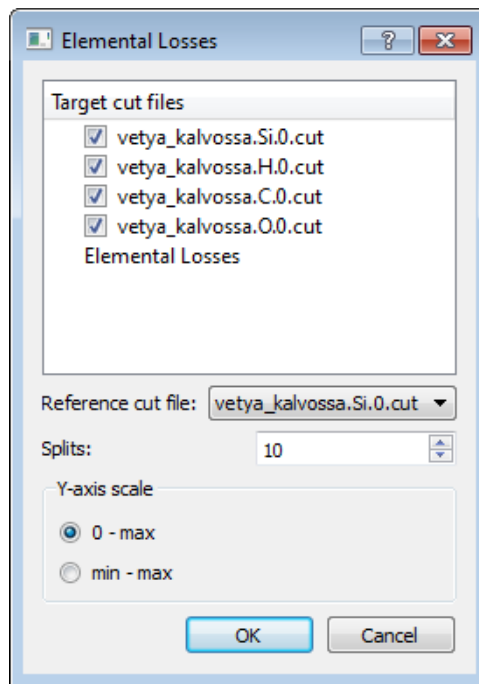 Elemental Losses
Target cut files
vetya_kalvossa.Si.0.cut
vetya_kalvossa.H.0.cut
vetya_kalvossa.C.0.cut
vetya_kalvossa.O.0.cut
Elemental Losses
Reference cut file: vetya_kalvossa.Si.0.cut
Splits: 10
Y-axis scale
0 - max
min - max
OK Cancel